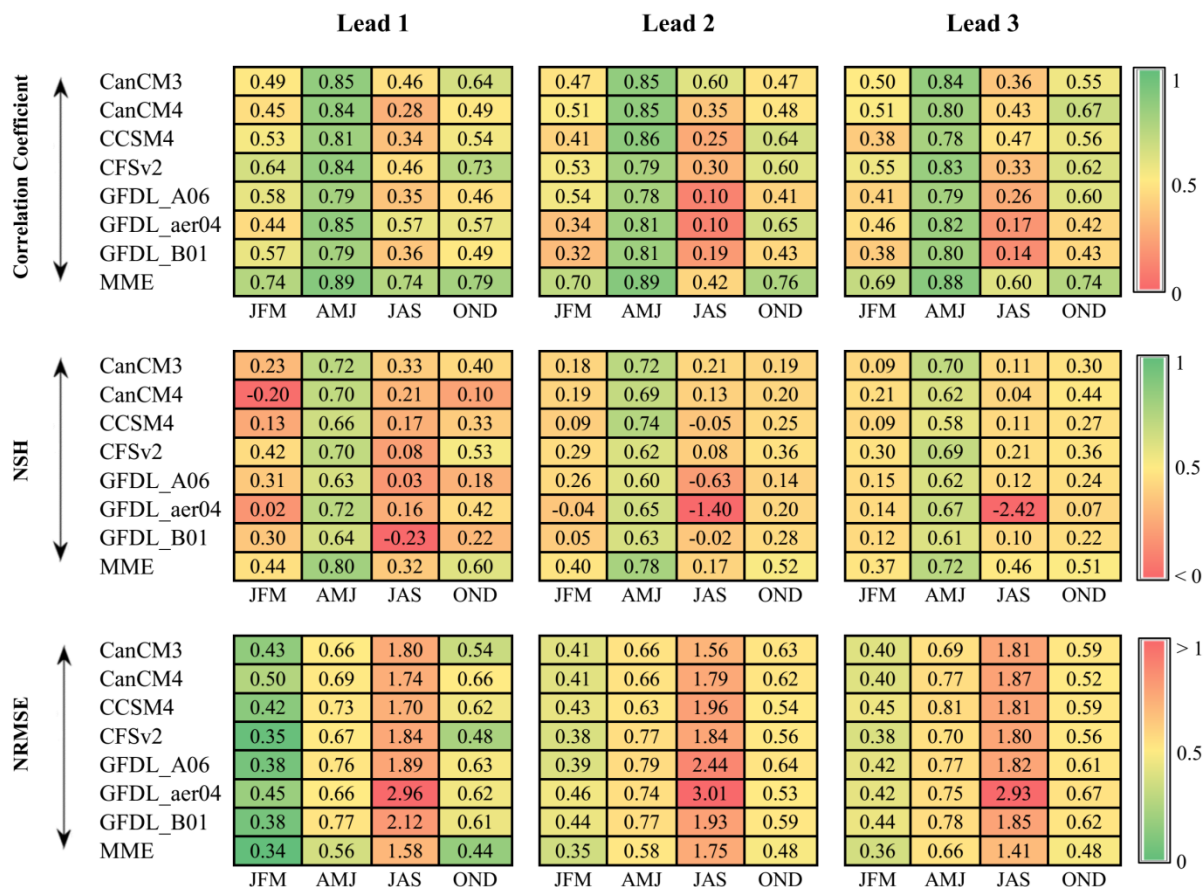 Lead 1 Lead 2 Lead 3
Correlation Coefficient
CanCM3 0.49 0.85 0.46 0.64 0.47 0.85 0.60 0.47 0.50 0.84 0.36 0.55 1
CanCM4 0.45 0.84 0.28 0.49 0.51 0.85 0.35 0.48 0.51 0.80 0.43 0.67
CCSM4 0.53 0.81 0.34 0.54 0.41 0.86 0.25 0.64 0.38 0.78 0.47 0.56
CFSv2 0.64 0.84 0.46 0.73 0.53 0.79 0.30 0.60 0.55 0.83 0.33 0.62 0.5
GFDL_A06 0.58 0.79 0.35 0.46 0.54 0.78 0.10 0.41 0.41 0.79 0.26 0.60
GFDL_aer04 0.44 0.85 0.57 0.57 0.34 0.81 0.10 0.65 0.46 0.82 0.17 0.42
GFDL_B01 0.57 0.79 0.36 0.49 0.32 0.81 0.19 0.43 0.38 0.80 0.14 0.43
MME 0.74 0.89 0.74 0.79 0.70 0.89 0.42 0.76 0.69 0.88 0.60 0.74 0
JFM AMJ JAS OND JFM AMJ JAS OND JFM AMJ JAS OND
NSH
CanCM3 0.23 0.72 0.33 0.40 0.18 0.72 0.21 0.19 0.09 0.70 0.11 0.30 1
CanCM4 -0.20 0.70 0.21 0.10 0.19 0.69 0.13 0.20 0.21 0.62 0.04 0.44
CCSM4 0.13 0.66 0.17 0.33 0.09 0.74 -0.05 0.25 0.09 0.58 0.11 0.27
CFSv2 0.42 0.70 0.08 0.53 0.29 0.62 0.08 0.36 0.30 0.69 0.21 0.36 0.5
GFDL_A06 0.31 0.63 0.03 0.18 0.26 0.60 -0.63 0.14 0.15 0.62 0.12 0.24
GFDL_aer04 0.02 0.72 0.16 0.42 -0.04 0.65 -1.40 0.20 0.14 0.67 -2.42 0.07
GFDL_B01 0.30 0.64 -0.23 0.22 0.05 0.63 -0.02 0.28 0.12 0.61 0.10 0.22
MME 0.44 0.80 0.32 0.60 0.40 0.78 0.17 0.52 0.37 0.72 0.46 0.51 < 0
JFM AMJ JAS OND JFM AMJ JAS OND JFM AMJ JAS OND
NRMSE
CanCM3 0.43 0.66 1.80 0.54 0.41 0.66 1.56 0.63 0.40 0.69 1.81 0.59 > 1
CanCM4 0.50 0.69 1.74 0.66 0.41 0.66 1.79 0.62 0.40 0.77 1.87 0.52
CCSM4 0.42 0.73 1.70 0.62 0.43 0.63 1.96 0.54 0.45 0.81 1.81 0.59
CFSv2 0.35 0.67 1.84 0.48 0.38 0.77 1.84 0.56 0.38 0.70 1.80 0.56 0.5
GFDL_A06 0.38 0.76 1.89 0.63 0.39 0.79 2.44 0.64 0.42 0.77 1.82 0.61
GFDL_aer04 0.45 0.66 2.96 0.62 0.46 0.74 3.01 0.53 0.42 0.75 2.93 0.67
GFDL_B01 0.38 0.77 2.12 0.61 0.44 0.77 1.93 0.59 0.44 0.78 1.85 0.62
MME 0.34 0.56 1.58 0.44 0.35 0.58 1.75 0.48 0.36 0.66 1.41 0.48 0
JFM AMJ JAS OND JFM AMJ JAS OND JFM AMJ JAS OND